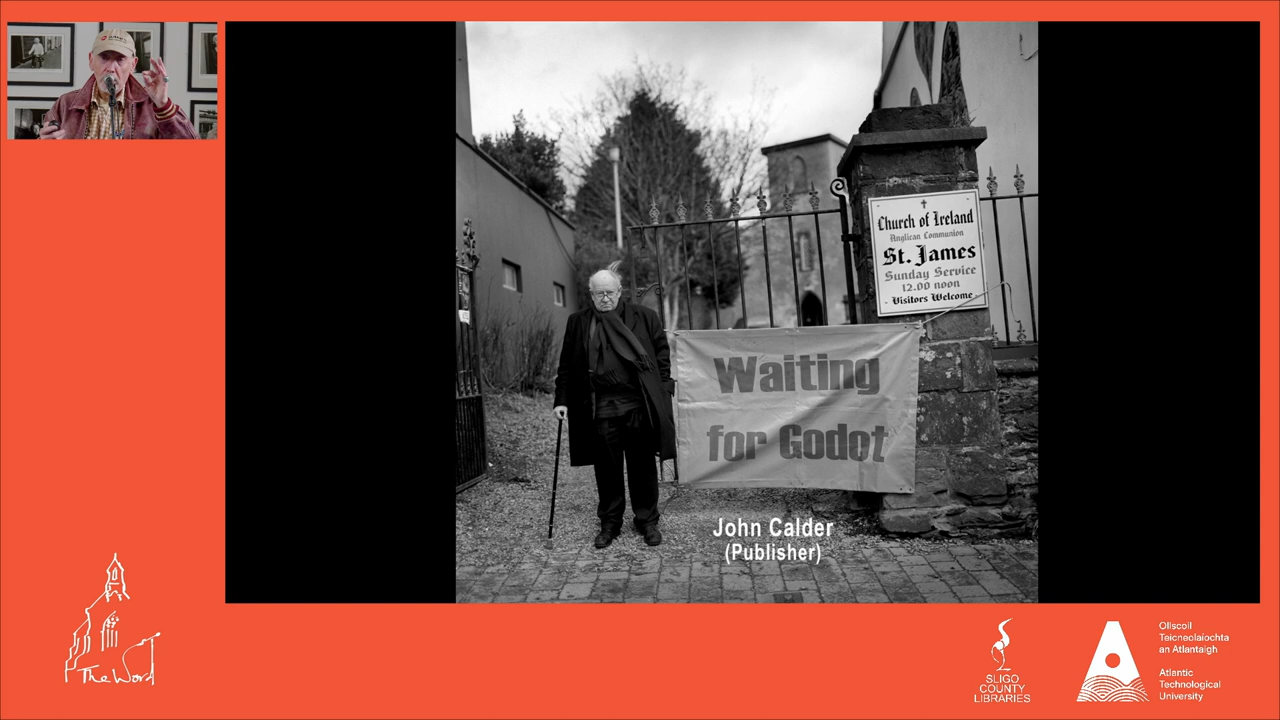 Church of Ireland
Anglican Communion
St. James
Sunday Service
12.00 noon
Visitors Welcome
Waiting
for Godot
John Calder
(Publisher)
The Word
SLIGO
COUNTY
LIBRARIES
Ollscoil
Teicneolaíochta
an Atlantaigh
Atlantic
Technological
University